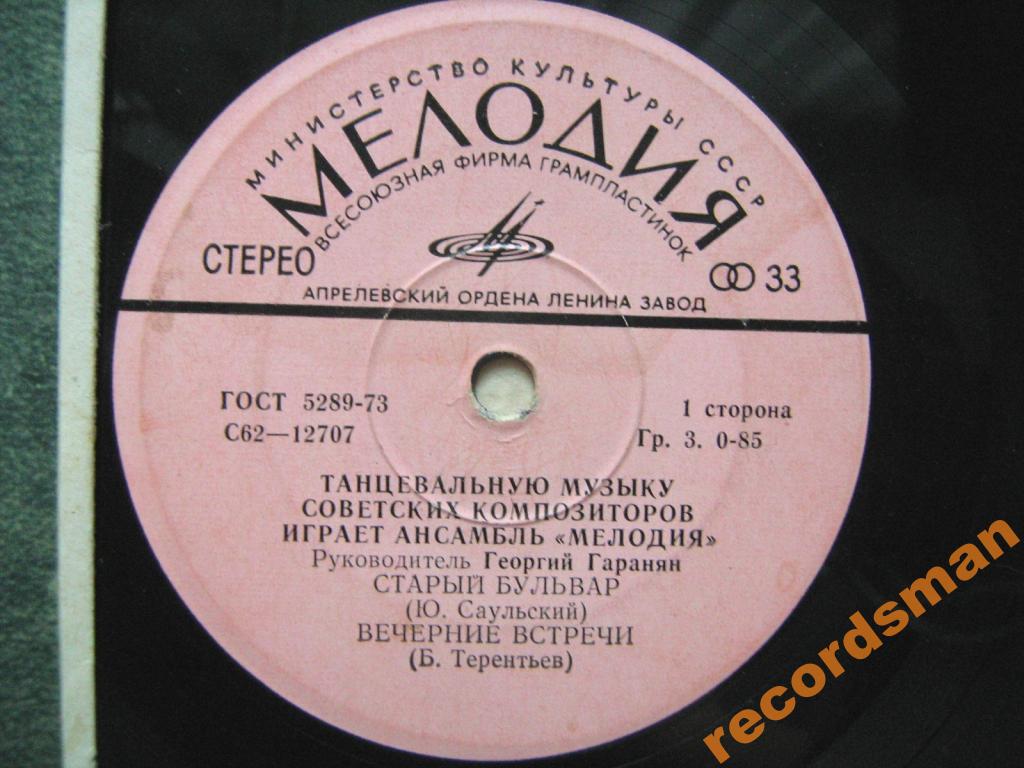 МИНИСТЕРСТВО КУЛЬТУРЫ СССР
МЕЛОДИЯ
ВСЕСОЮЗНАЯ ФИРМА ГРАМПЛАСТИНОК
СТЕРЕО
33
АПРЕЛЕВСКИЙ ОРДЕНА ЛЕНИНА ЗАВОД
ГОСТ 5289-73
1 сторона
С62—12707
Гр. 3. 0-85
ТАНЦЕВАЛЬНУЮ МУЗЫКУ
СОВЕТСКИХ КОМПОЗИТОРОВ
ИГРАЕТ АНСАМБЛЬ «МЕЛОДИЯ»
Руководитель Георгий Гаранян
СТАРЫЙ БУЛЬВАР
(Ю. Саульский)
ВЕЧЕРНИЕ ВСТРЕЧИ
(Б. Терентьев)
recordsman